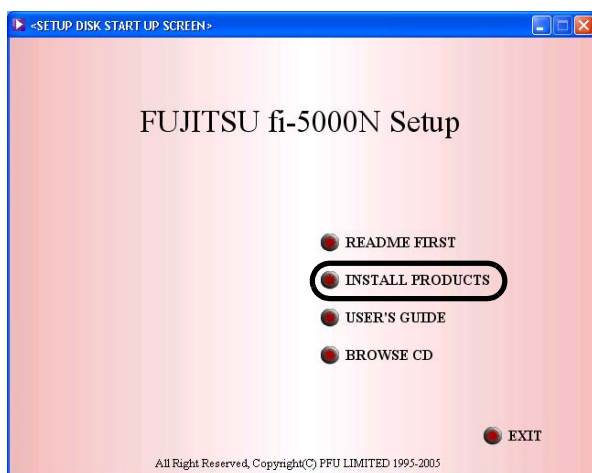 <SETUP DISK START UP SCREEN>
FUJITSU fi-5000N Setup
README FIRST
INSTALL PRODUCTS
USER'S GUIDE
BROWSE CD
EXIT
All Right Reserved, Copyright(C) PFU LIMITED 1995-2005